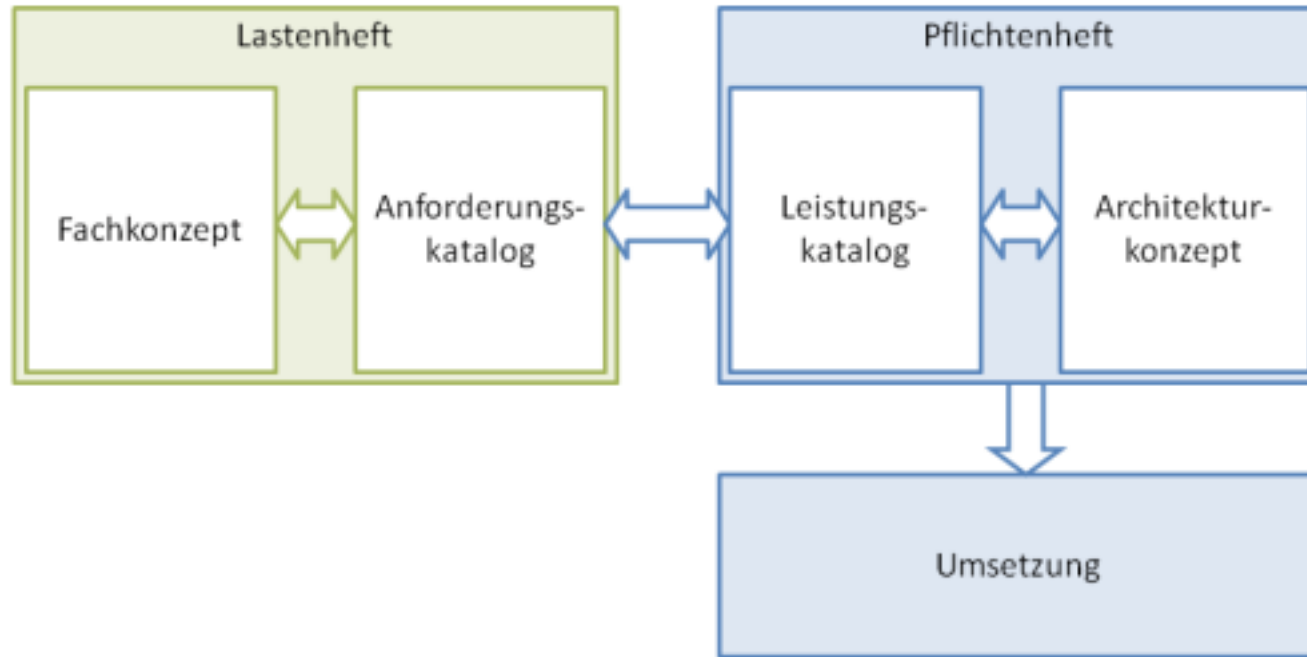 Lastenheft
Pflichtenheft
Fachkonzept
Anforderungs-
katalog
Leistungs-
katalog
Architektur-
konzept
Umsetzung